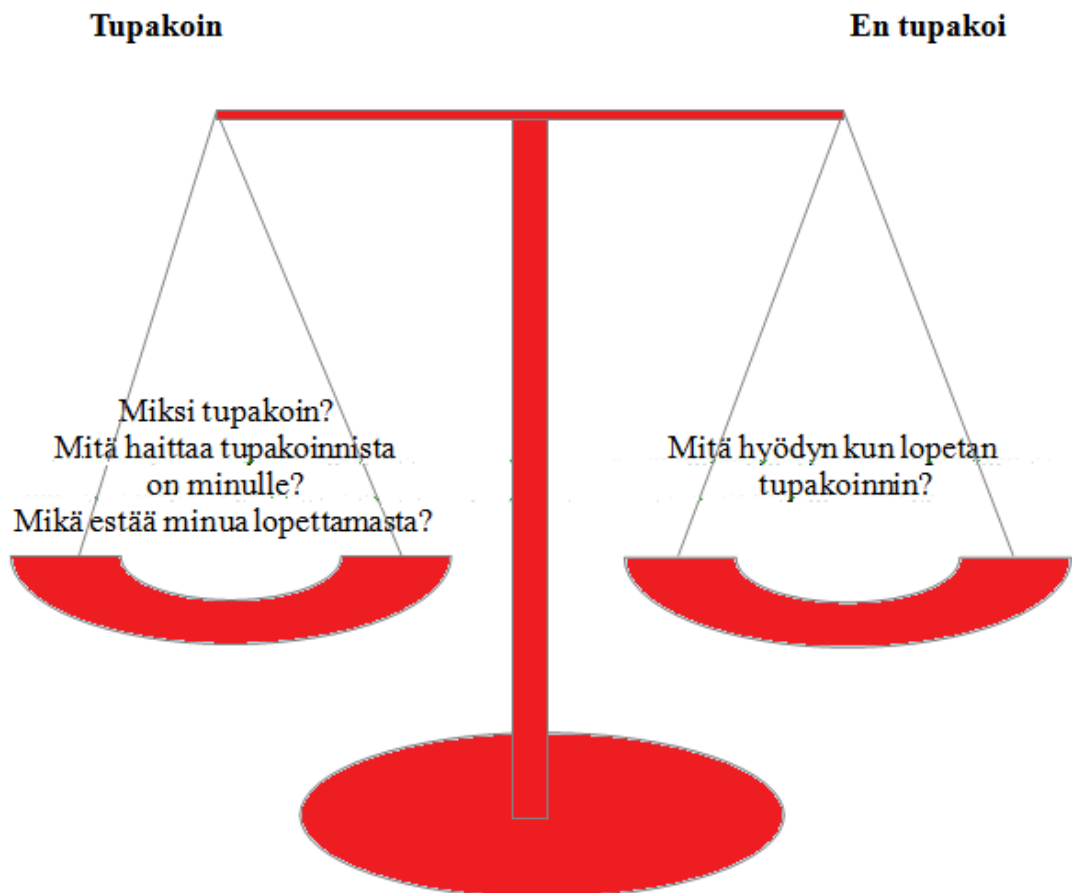 Tupakoin
En tupakoi
Miksi tupakoin?
Mitä haittaa tupakoinnista
on minulle?
Mikä estää minua lopettamasta?
Mitä hyödyn kun lopetan
tupakoinnin?